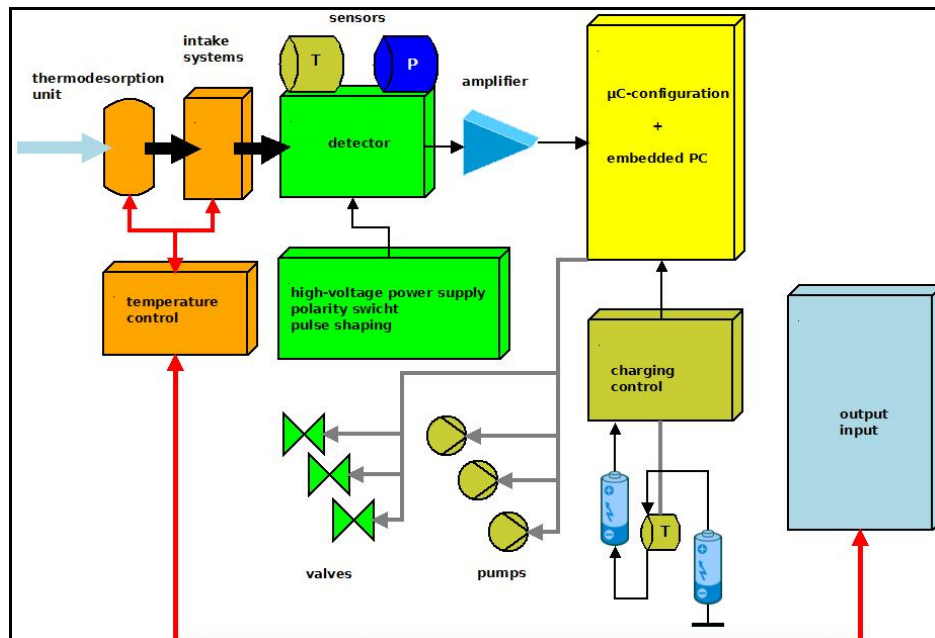 sensors
intake
systems
thermodesorption
unit
T
P
amplifier
µC-configuration
+
embedded PC
detector
temperature
control
high-voltage power supply
polarity swicht
pulse shaping
charging
control
output
input
T
valves
pumps